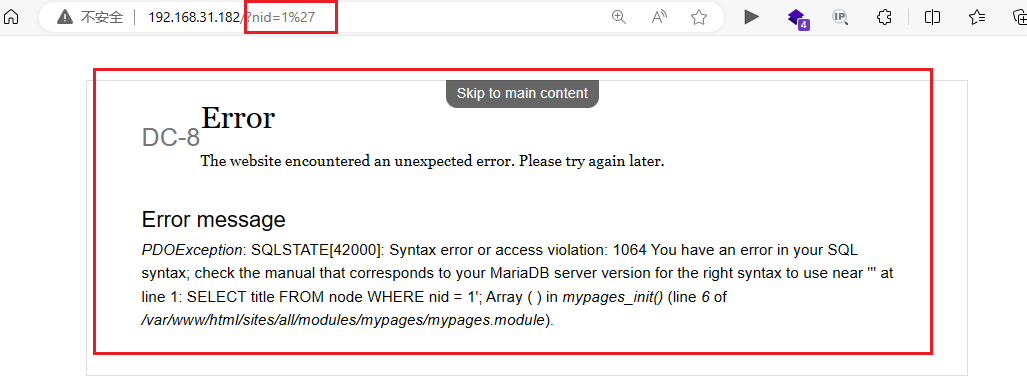 不安全 192.168.31.182/?nid=1%27
A))
IP
4
Skip to main content
Error
DC-8
The website encountered an unexpected error. Please try again later.
Error message
PDOException: SQLSTATE[42000]: Syntax error or access violation: 1064 You have an error in your SQL
syntax; check the manual that corresponds to your MariaDB server version for the right syntax to use near ''' at
line 1: SELECT title FROM node WHERE nid = 1'; Array ( ) in mypages_init() (line 6 of
/var/www/html/sites/all/modules/mypages/mypages.module).